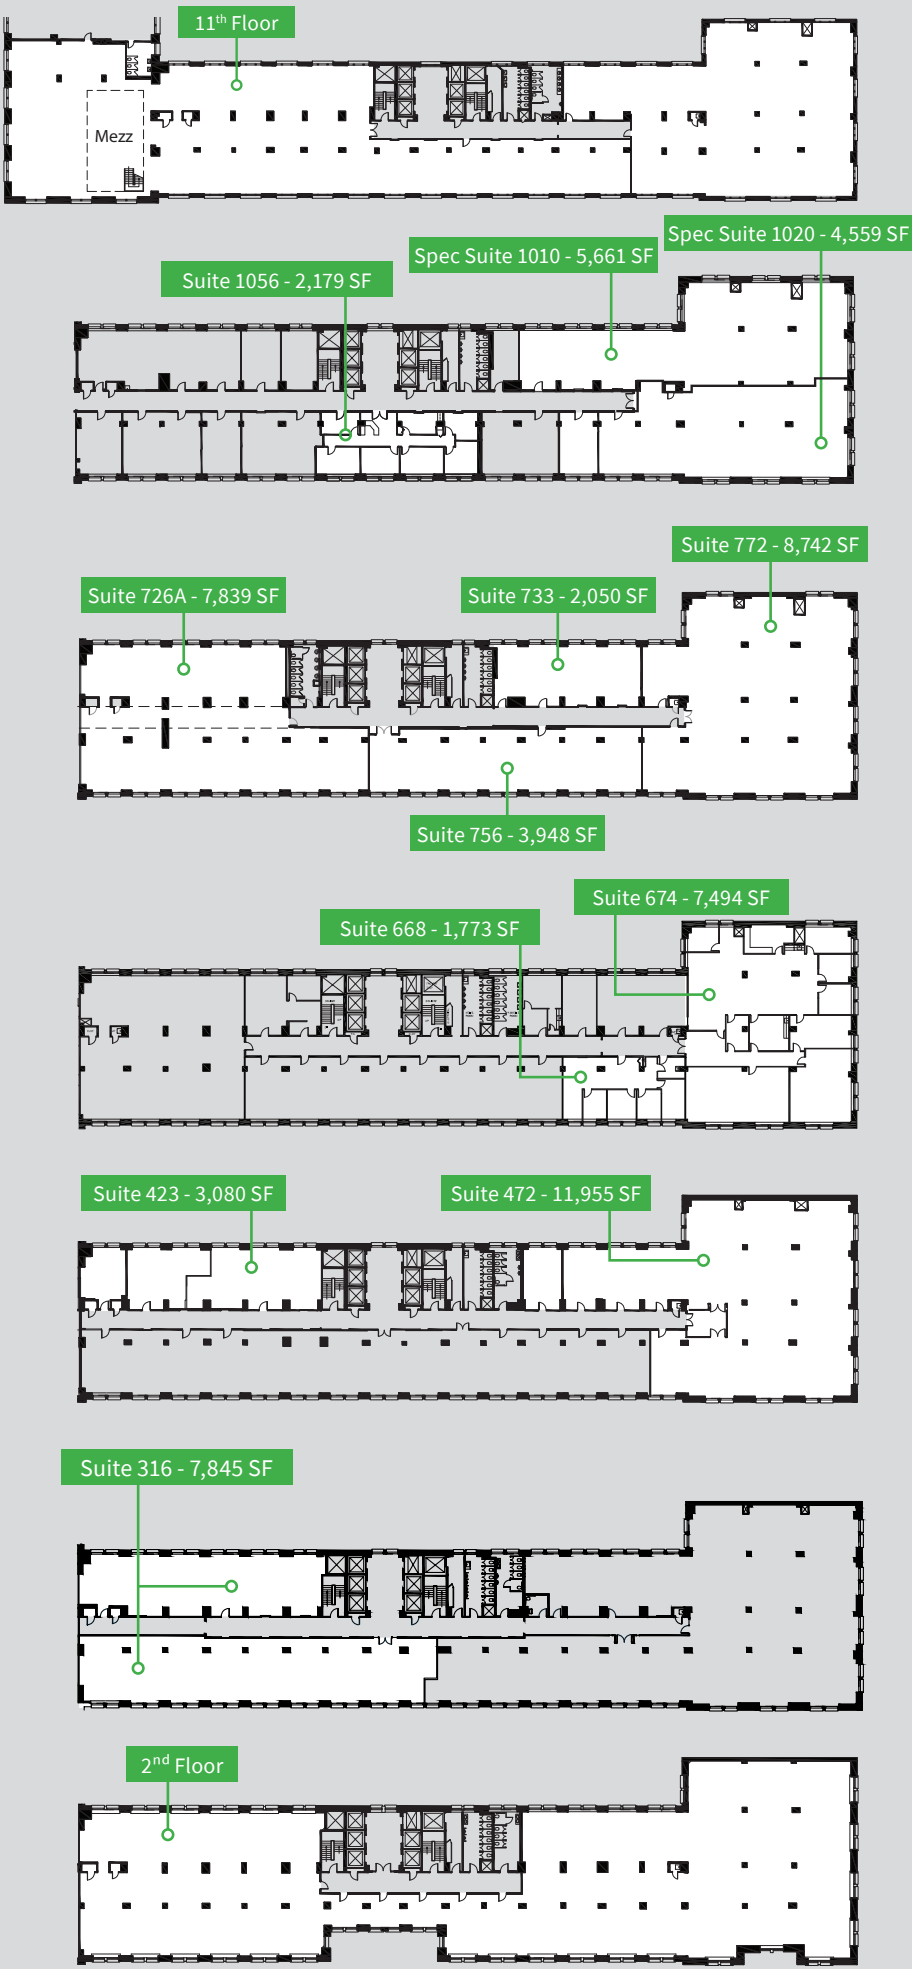 11th Floor
Mezz
Spec Suite 1020 - 4,559 SF
Spec Suite 1010 - 5,661 SF
Suite 1056 - 2,179 SF
Suite 772 - 8,742 SF
Suite 726A - 7,839 SF
Suite 733 - 2,050 SF
Suite 756 - 3,948 SF
Suite 674 - 7,494 SF
Suite 668 - 1,773 SF
Suite 423 - 3,080 SF
Suite 472 - 11,955 SF
Suite 316 - 7,845 SF
2nd Floor